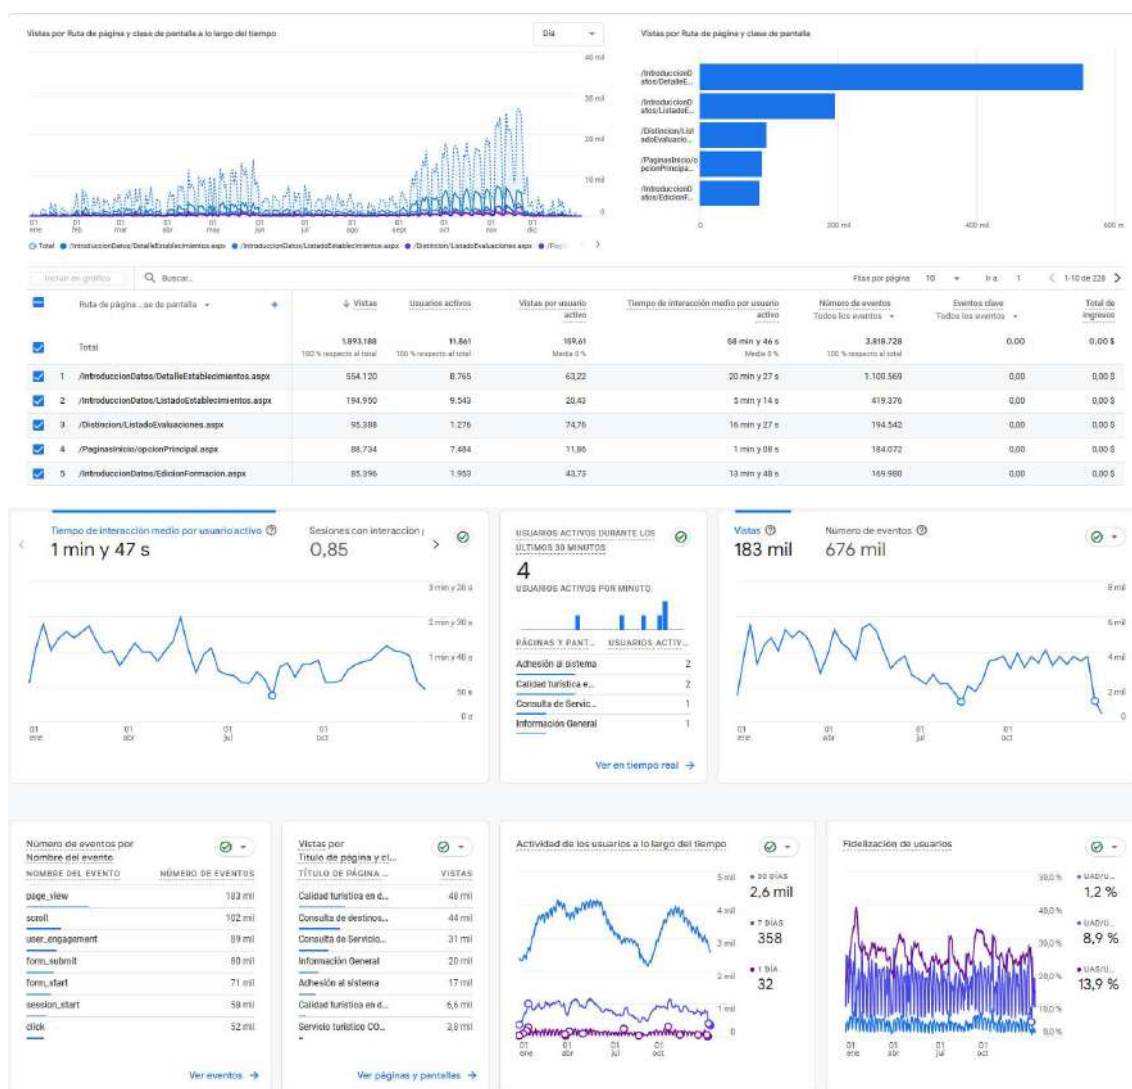 Vistas por Ruta de página y clase de pantalla a lo largo del tiempo
Día
40 mil
30 mil
20 mil
10 mil
0
01 ene
01 feb
01 mar
01 abr
01 may
01 jun
01 jul
01 ago
01 sept
01 oct
01 nov
01 dic
Total /IntroduccionDatos/DetalleEstablecimientos.aspx /IntroduccionDatos/ListadoEstablecimientos.aspx /Distincion/ListadoEvaluaciones.aspx
Vistas por Ruta de página y clase de pantalla
/IntroduccionD
atos/DetalleE...
/IntroduccionD
atos/ListadoE...
/Distincion/List
adoEvaluacio...
/PaginasInicio/o
pcionPrincipa...
/IntroduccionD
atos/EdicionF...
0
200 mil
400 mil
600 m
Incluir en gráfico
Buscar...
Filas por página: 10 Ir a: 1 1-10 de 228
Ruta de página ...se de pantalla
Vistas
Usuarios activos
Vistas por usuario activo
Tiempo de interacción medio por usuario activo
Número de eventos
Todos los eventos
Eventos clave
Todos los eventos
Total de ingresos
Total 1.893.188 11.861 159,61 58 min y 46 s 3.818.728 0,00 0,00 $
100 % respecto al total 100 % respecto al total Media 0 % Media 0 % 100 % respecto al total
1 /IntroduccionDatos/DetalleEstablecimientos.aspx 554.120 8.765 63,22 20 min y 27 s 1.100.569 0,00 0,00 $
2 /IntroduccionDatos/ListadoEstablecimientos.aspx 194.950 9.543 20,43 5 min y 14 s 419.376 0,00 0,00 $
3 /Distincion/ListadoEvaluaciones.aspx 95.388 1.276 74,76 16 min y 27 s 194.542 0,00 0,00 $
4 /PaginasInicio/opcionPrincipal.aspx 88.734 7.484 11,86 1 min y 08 s 184.072 0,00 0,00 $
5 /IntroduccionDatos/EdicionFormacion.aspx 85.396 1.953 43,73 13 min y 48 s 169.980 0,00 0,00 $
Tiempo de interacción medio por usuario activo
1 min y 47 s
Sesiones con interacción
0,85
3 min y 20 s
2 min y 30 s
1 min y 40 s
50 s
0 s
01 ene
01 abr
01 jul
01 oct
USUARIOS ACTIVOS DURANTE LOS
ÚLTIMOS 30 MINUTOS
4
USUARIOS ACTIVOS POR MINUTO
PÁGINAS Y PANT... USUARIOS ACTIV...
Adhesión al sistema 2
Calidad turística e... 2
Consulta de Servic... 1
Información General 1
Ver en tiempo real
Vistas
183 mil
Número de eventos
676 mil
8 mil
6 mil
4 mil
2 mil
0
01 ene
01 abr
01 jul
01 oct
Número de eventos por
Nombre del evento
NOMBRE DEL EVENTO NÚMERO DE EVENTOS
page_view 183 mil
scroll 102 mil
user_engagement 89 mil
form_submit 80 mil
form_start 71 mil
session_start 58 mil
click 52 mil
Ver eventos
Vistas por
Título de página y cl...
TÍTULO DE PÁGINA ... VISTAS
Calidad turística en d... 48 mil
Consulta de destinos... 44 mil
Consulta de Servicio... 31 mil
Información General 20 mil
Adhesión al sistema 17 mil
Calidad turística en d... 6,6 mil
Servicio turístico CO... 3,8 mil
Ver páginas y pantallas
Actividad de los usuarios a lo largo del tiempo
5 mil
4 mil
3 mil
2 mil
1 mil
0
01 ene
01 abr
01 jul
01 oct
30 DÍAS
2,6 mil
7 DÍAS
358
1 DÍA
32
Fidelización de usuarios
50,0 %
40,0 %
30,0 %
20,0 %
10,0 %
0,0 %
01 ene
01 abr
01 jul
01 oct
UAD/U...
1,2 %
UAD/U...
8,9 %
UAS/U...
13,9 %